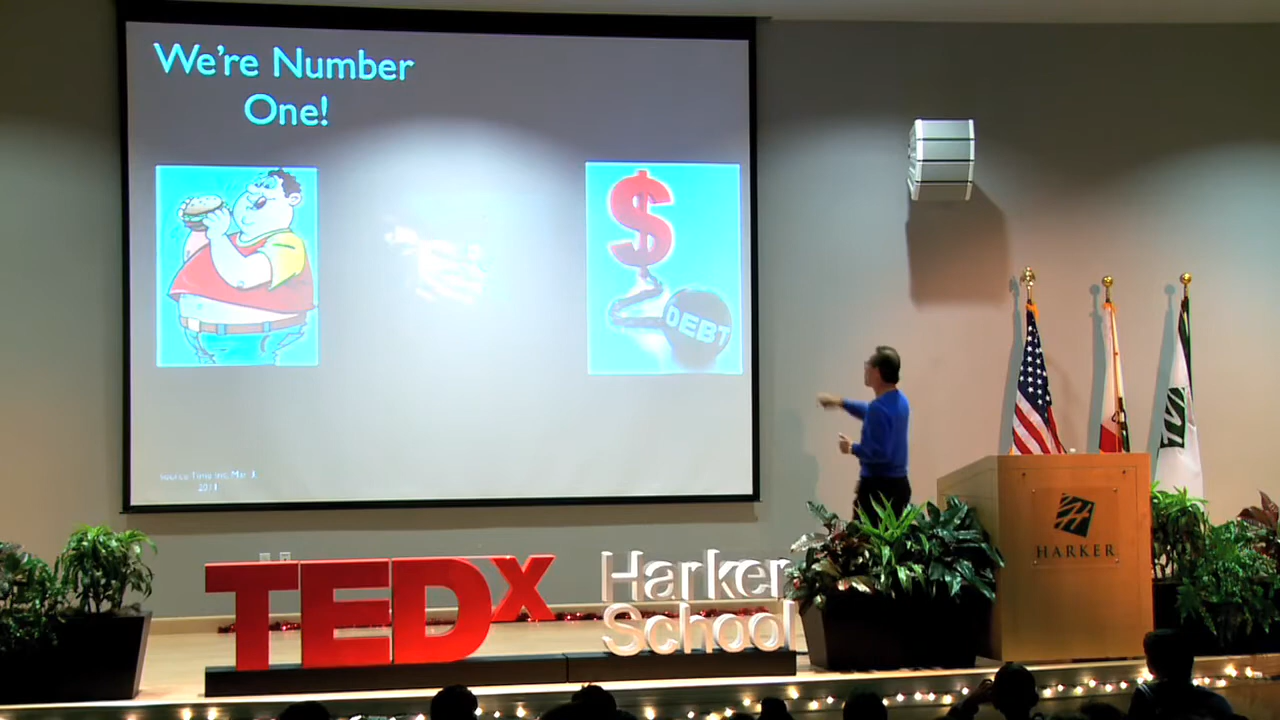 We're Number
One!
$
DEBT
HARKER
TEDx
Harker
School